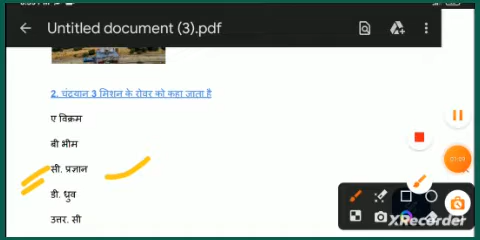 Untitled document (3).pdf
2. चंद्रयान 3 मिशन के रोवर को कहा जाता है
ए विक्रम
बी भीम
सी. प्रज्ञान
डी. ध्रुव
उत्तर. सी
XRecorder